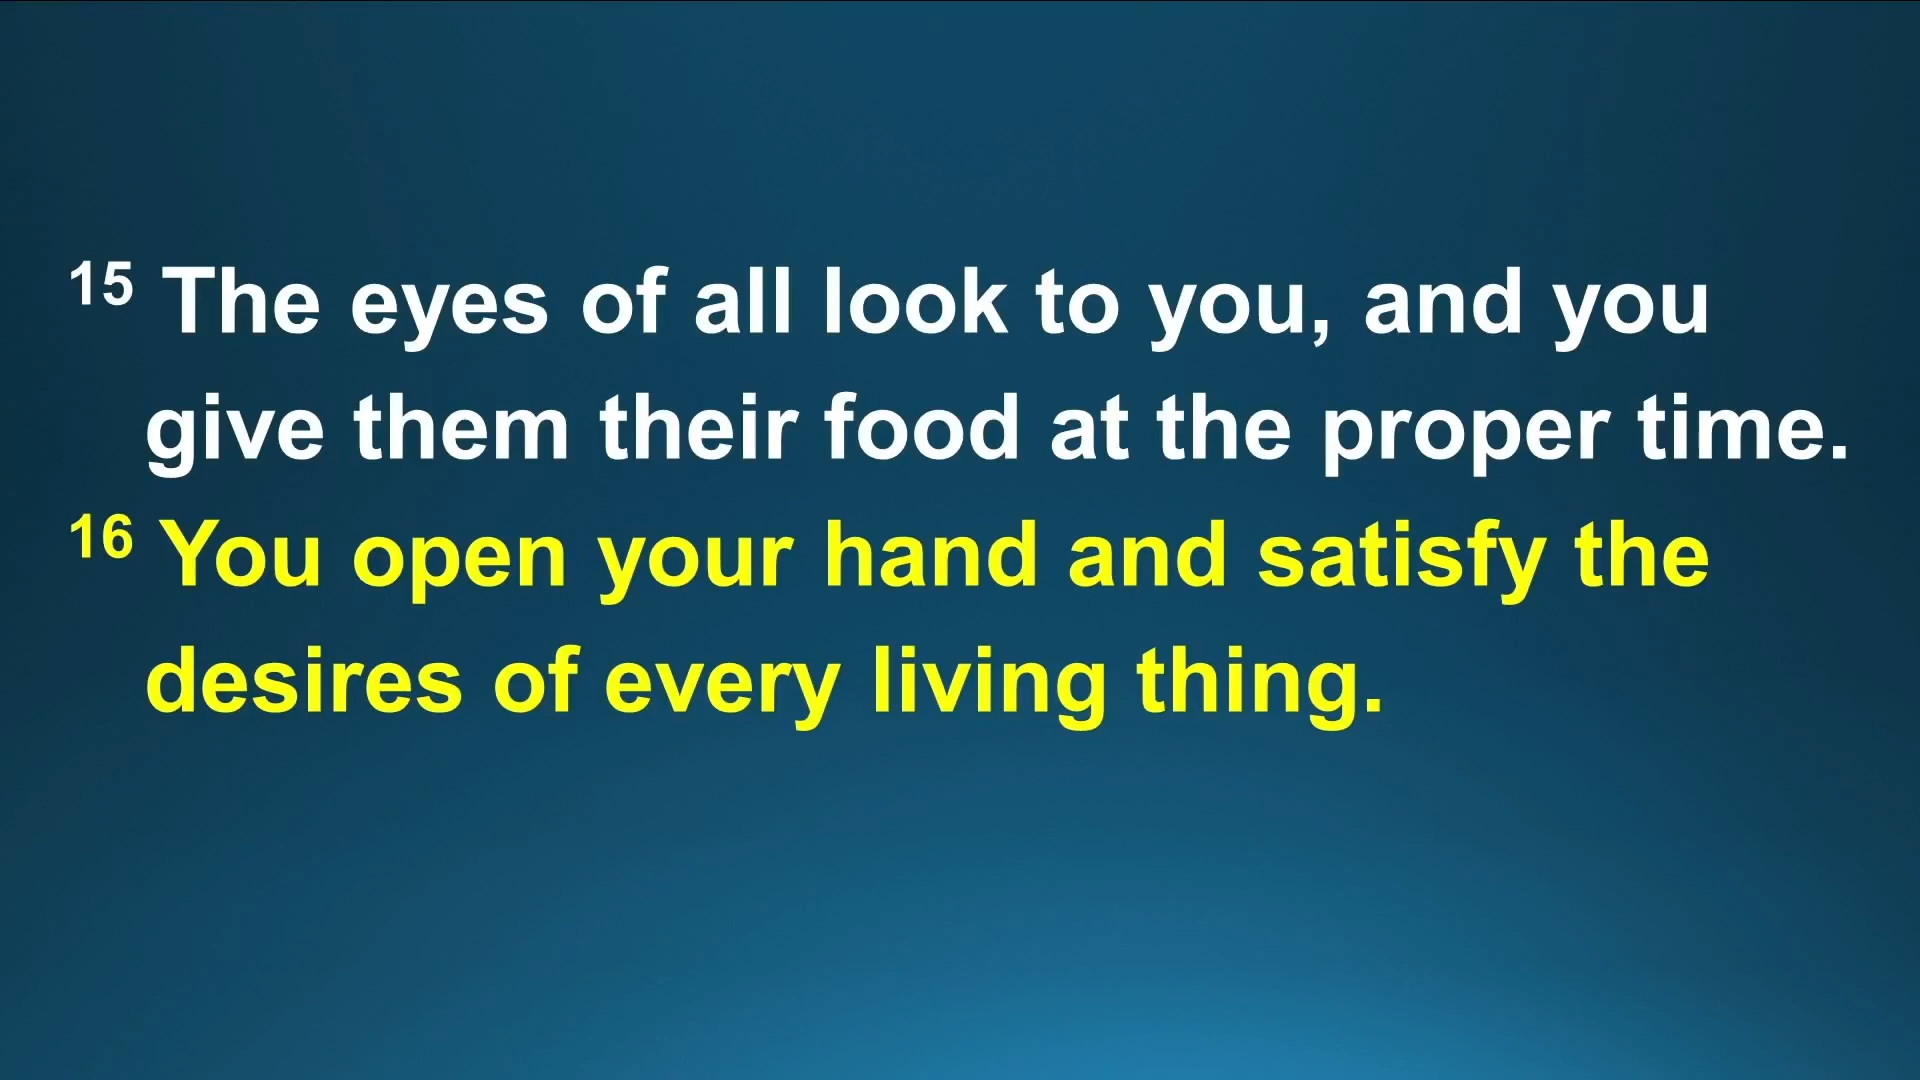 15 The eyes of all look to you, and you
give them their food at the proper time.
16 You open your hand and satisfy the
desires of every living thing.